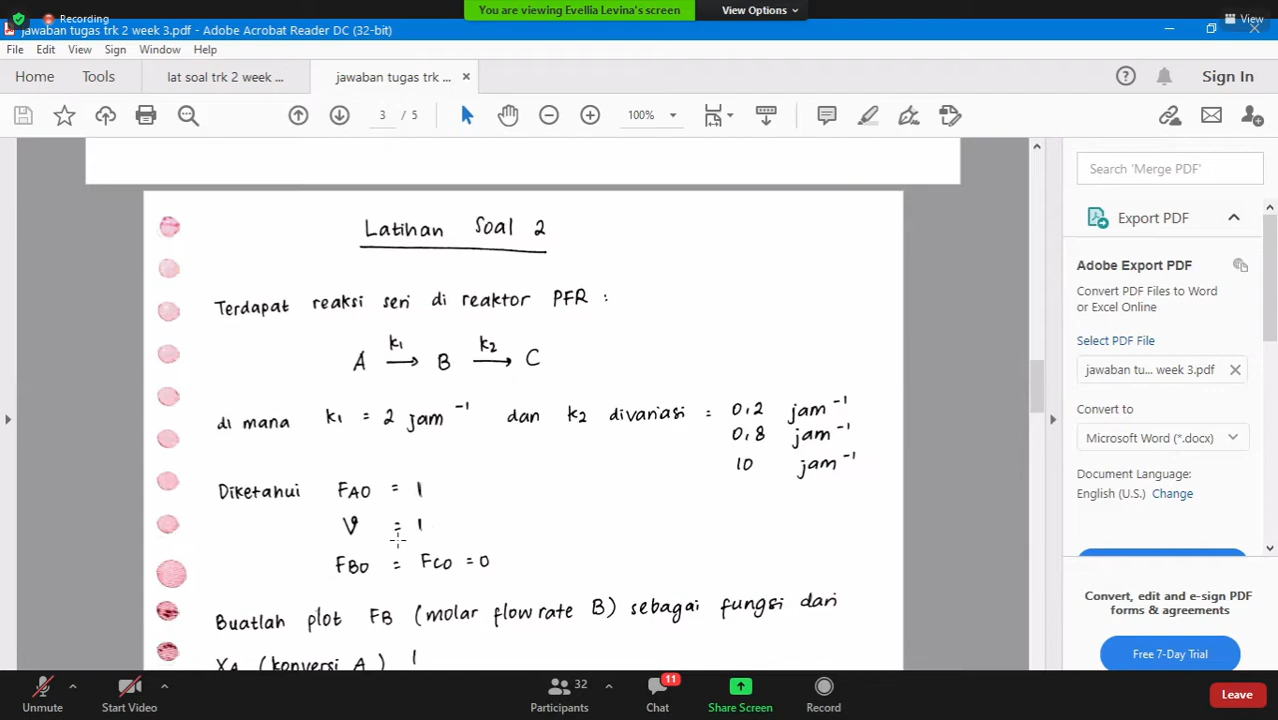 Recording
You are viewing Evellia Levina's screen
View Options
View
jawaban tugas trk 2 week 3.pdf - Adobe Acrobat Reader DC (32-bit)
File Edit View Sign Window Help
Home Tools lat soal trk 2 week ... jawaban tugas trk ... × Sign In
3 / 5 100%
Latihan Soal 2
Terdapat reaksi seri di reaktor PFR :
k1 k2
A → B → C
di mana k1 = 2 jam⁻¹ dan k2 divariasi = 0,2 jam⁻¹
0,8 jam⁻¹
10 jam⁻¹
Diketahui FAO = 1
V = 1
FBO = FCO = 0
Buatlah plot FB (molar flow rate B) sebagai fungsi dari
XA (konversi A) !
Search 'Merge PDF'
Export PDF
Adobe Export PDF
Convert PDF Files to Word
or Excel Online
Select PDF File
jawaban tu... week 3.pdf
Convert to
Microsoft Word (*.docx)
Document Language:
English (U.S.) Change
Convert, edit and e-sign PDF
forms & agreements
Free 7-Day Trial
Unmute
Start Video
32
Participants
11
Chat
Share Screen
Record
Leave